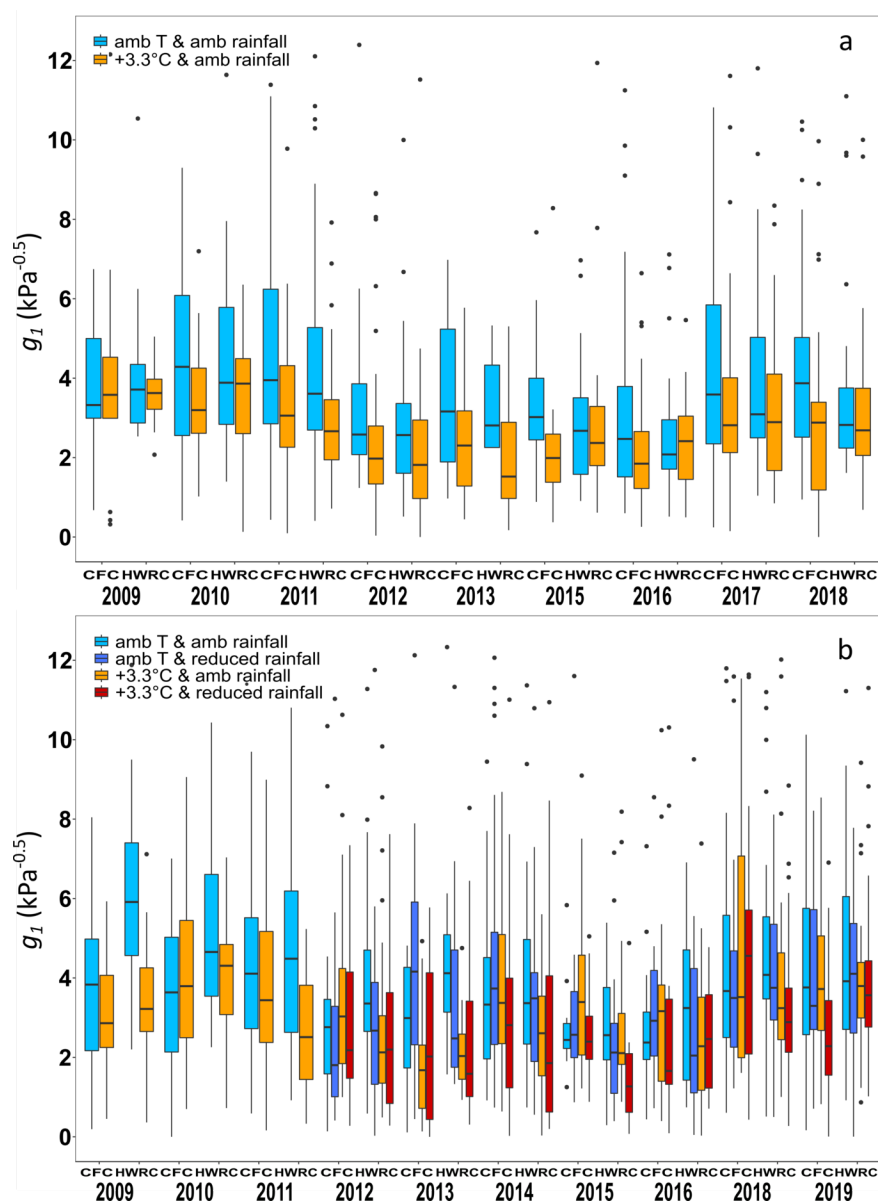 a
amb T & amb rainfall
+3.3°C & amb rainfall
12
10
8
6
4
2
0
g1 (kPa-0.5)
CFC HWRC CFC HWRC CFC HWRC CFC HWRC CFC HWRC CFC HWRC CFC HWRC CFC HWRC CFC HWRC
2009 2010 2011 2012 2013 2015 2016 2017 2018
b
amb T & amb rainfall
amb T & reduced rainfall
+3.3°C & amb rainfall
+3.3°C & reduced rainfall
12
10
8
6
4
2
0
g1 (kPa-0.5)
CFC HWRC CFC HWRC CFC HWRC CFC HWRC CFC HWRC CFC HWRC CFC HWRC CFC HWRC CFC HWRC CFC HWRC
2009 2010 2011 2012 2013 2014 2015 2016 2018 2019